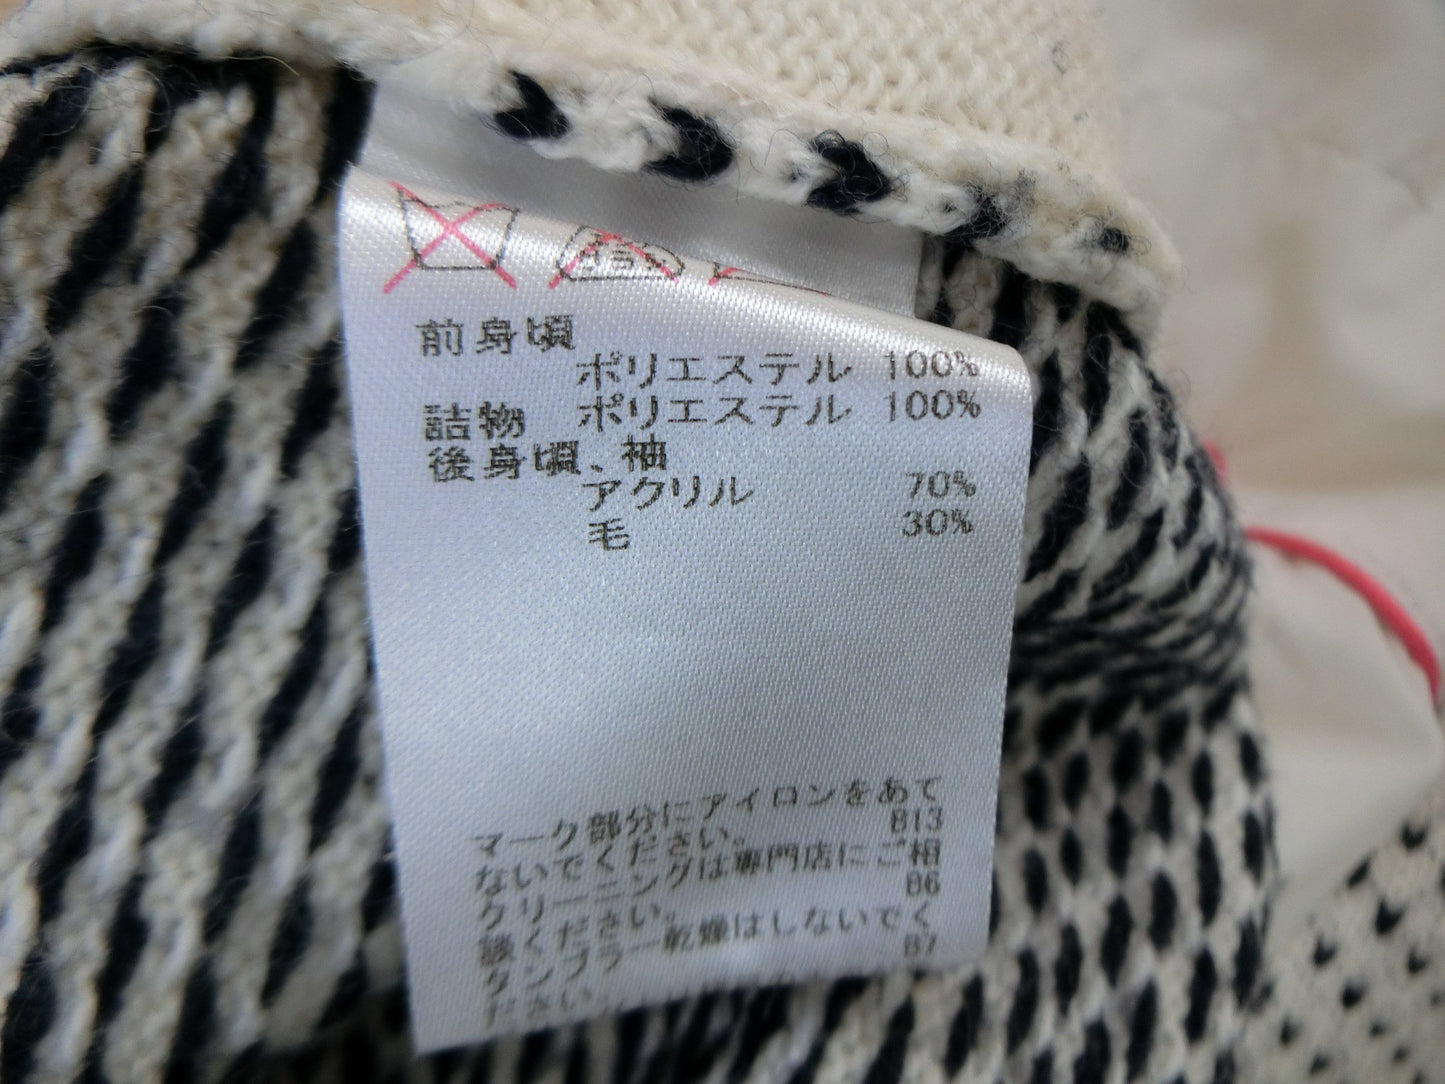 前身頃
ポリエステル 100%
詰物 ポリエステル 100%
後身頃、袖
アクリル 70%
毛 30%
マーク部分にアイロンをあて
ないでください。 B13
クリーニングは専門店にご相
談ください。 B6
タンブラー乾燥はしないでく
ださい。 B7